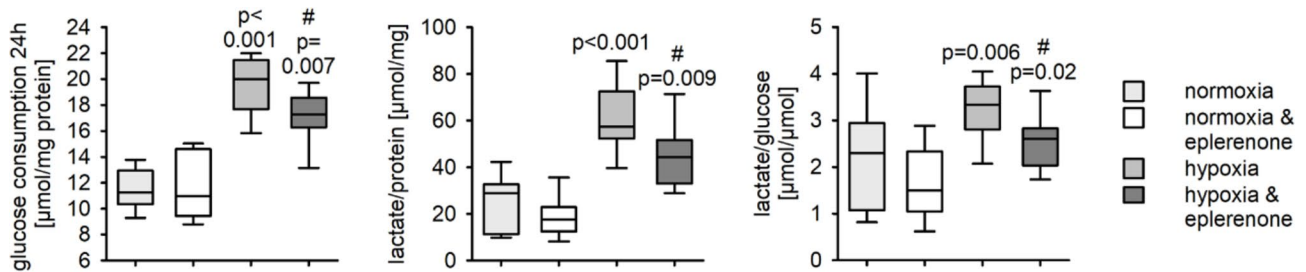 glucose consumption 24h
[µmol/mg protein]
24
22
20
18
16
14
12
10
8
6
p<
0.001
#
p=
0.007
lactate/protein [µmol/mg]
100
80
60
40
20
0
p<0.001
#
p=0.009
lactate/glucose
[µmol/µmol]
5
4
3
2
1
0
p=0.006
#
p=0.02
normoxia
normoxia &
eplerenone
hypoxia
hypoxia &
eplerenone